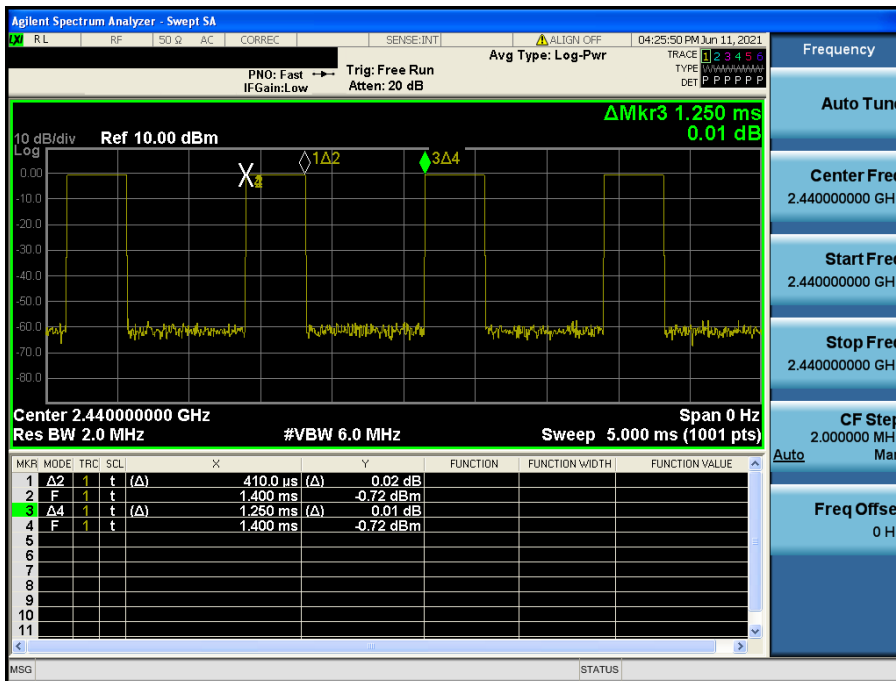 Agilent Spectrum Analyzer - Swept SA
LXI RL RF 50 Ω AC CORREC SENSE:INT ALIGN OFF 04:25:50 PM Jun 11, 2021
Frequency
PNO: Fast
IFGain:Low
Trig: Free Run
Atten: 20 dB
Avg Type: Log-Pwr
TRACE 1 2 3 4 5 6
TYPE WWWWWW
DET P P P P P P
Auto Tune
ΔMkr3 1.250 ms
0.01 dB
10 dB/div Ref 10.00 dBm
Log
1Δ2
3Δ4
0.00
-10.0
-20.0
-30.0
-40.0
-50.0
-60.0
-70.0
-80.0
Center Freq
2.440000000 GH
Start Freq
2.440000000 GH
Stop Freq
2.440000000 GH
Center 2.440000000 GHz Span 0 Hz
Res BW 2.0 MHz #VBW 6.0 MHz Sweep 5.000 ms (1001 pts)
CF Step
2.000000 MH
Auto Man
Freq Offse
0 H
MKR MODE TRC SCL X Y FUNCTION FUNCTION WIDTH FUNCTION VALUE
1 Δ2 1 t (Δ) 410.0 µs (Δ) 0.02 dB
2 F 1 t 1.400 ms -0.72 dBm
3 Δ4 1 t (Δ) 1.250 ms (Δ) 0.01 dB
4 F 1 t 1.400 ms -0.72 dBm
5
6
7
8
9
10
11
MSG STATUS